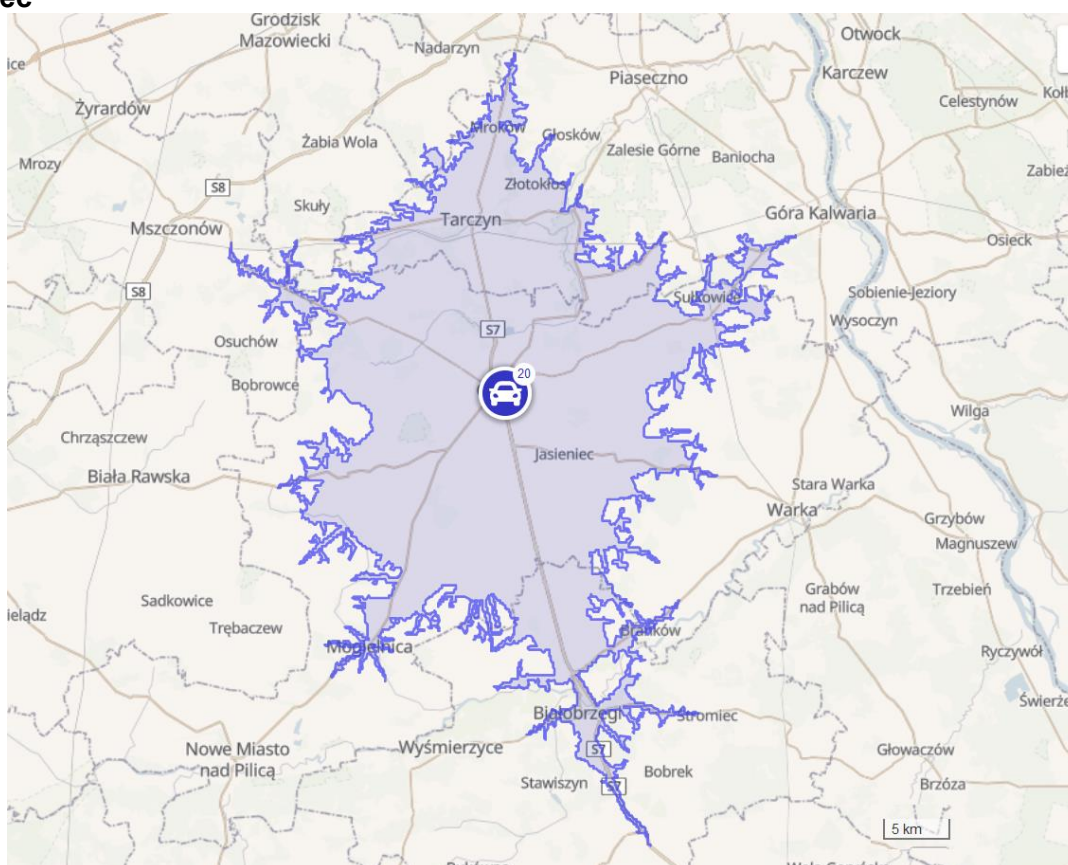 Grodzisk
Mazowiecki
Nadarzyn
Otwock
Piaseczno
Karczew
Żyrardów
Celestynów
Mroków
Głosków
Mrozy
Żabia Wola
Zalesie Górne
Baniocha
S8
Złotokłos
Skuły
Mszczonów
Tarczyn
Góra Kalwaria
Osieck
S8
Sułkowice
Sobienie-Jeziory
Osuchów
S7
Wysoczyn
Bobrowce
20
Wilga
Chrząszczew
Jasieniec
Biała Rawska
Stara Warka
Warka
Grzybów
Magnuszew
Sadkowice
Grabów
nad Pilicą
Trzebień
Trębaczew
Branków
Mogielnica
Ryczywół
Białobrzegi
Stromiec
Nowe Miasto
nad Pilicą
Wyśmierzyce
S7
Głowaczów
Stawiszyn
Bobrek
S7
Brzóza
5 km